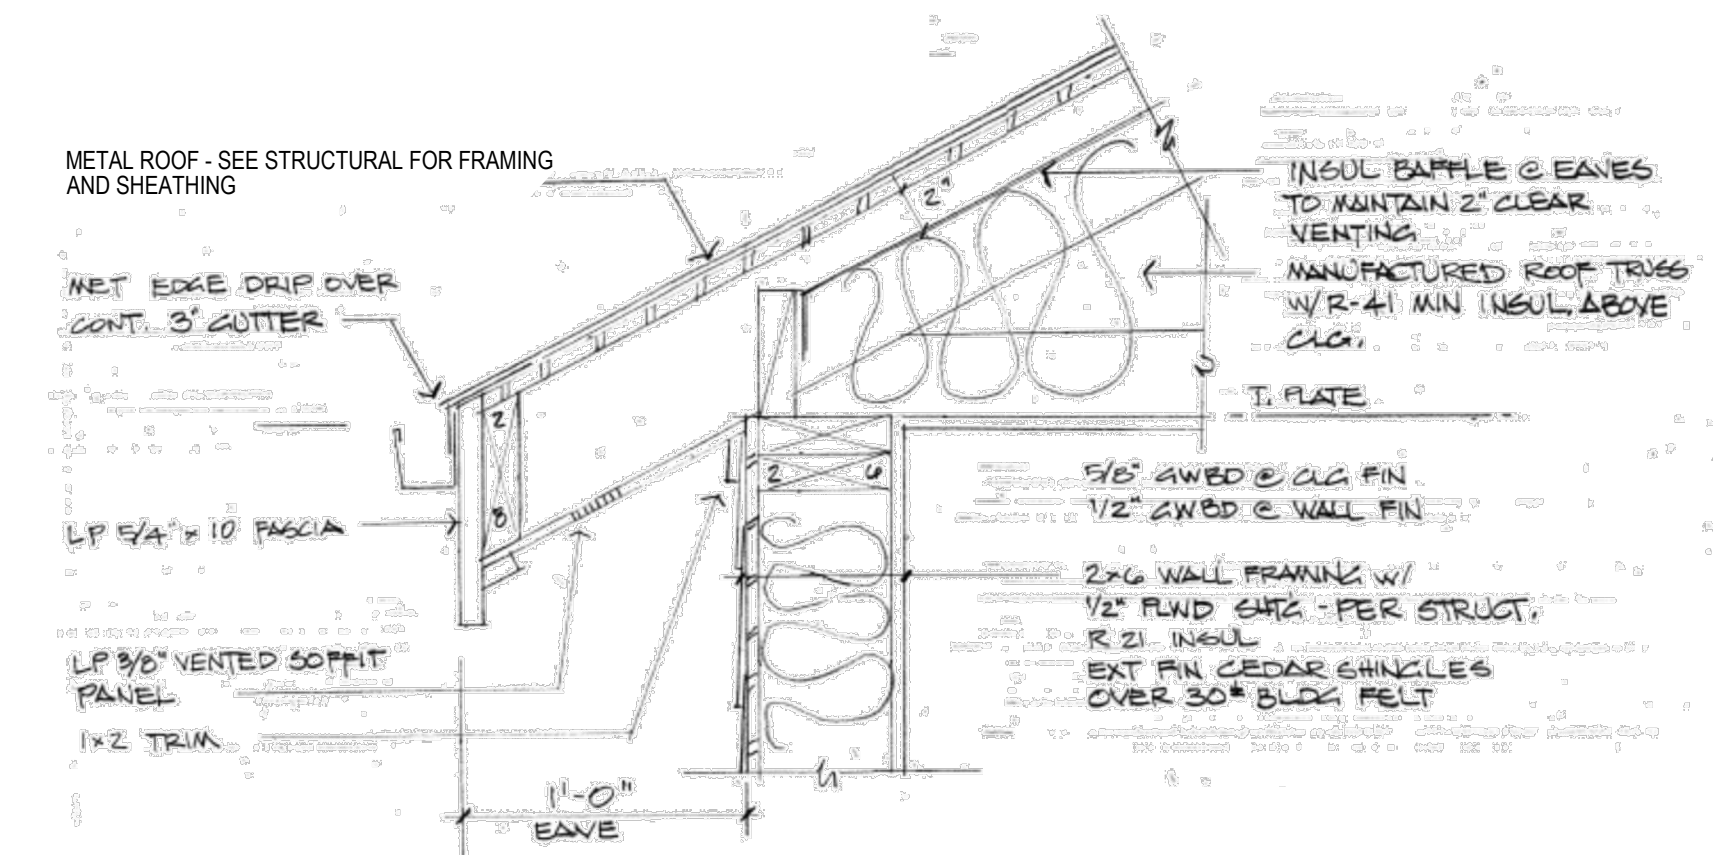 METAL ROOF - SEE STRUCTURAL FOR FRAMING
AND SHEATHING
MET EDGE DRIP OVER
CONT. 3" GUTTER
LP 5/4" x 10 FASCIA
LP 3/8" VENTED SOFFIT
PANEL
1x2 TRIM
2
8
2"
2 6
1'-0"
EAVE
INSUL BAFFLE @ EAVES
TO MAINTAIN 2" CLEAR
VENTING
MANUFACTURED ROOF TRUSS
W/ R-41 MIN INSUL. ABOVE
CLG.
T. PLATE
5/8" GWBD @ CLG FIN
1/2" GWBD @ WALL FIN
2x6 WALL FRAMING W/
1/2" PLWD SHTG - PER STRUCT.
R 21 INSUL
EXT FIN CEDAR SHINGLES
OVER 30# BLDG FELT